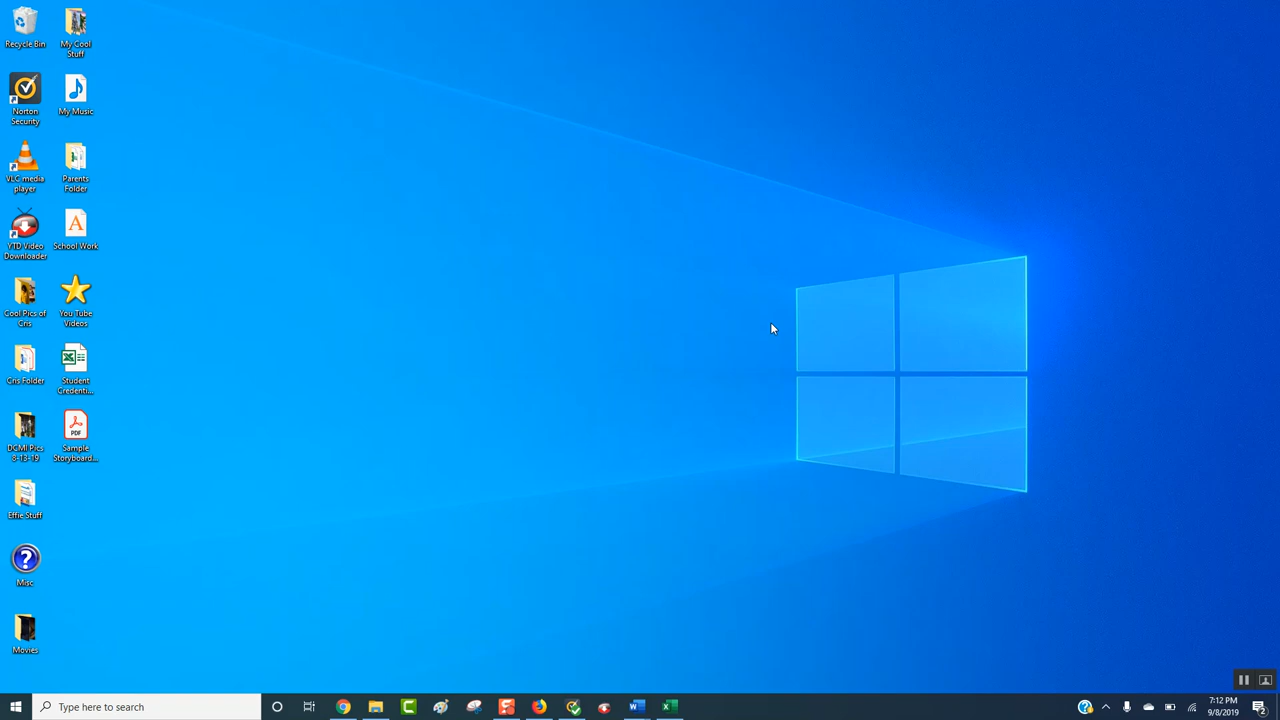 Recycle Bin
My Cool
Stuff
Norton
Security
My Music
VLC media
player
Parents
Folder
YTD Video
Downloader
School Work
Cool Pics of
Cris
You Tube
Videos
Cris Folder
Student
Credenti...
DCMI Pics
8-13-19
PDF
Sample
Storyboard...
Effie Stuff
Misc
Movies
Type here to search
7:12 PM
9/8/2019
2